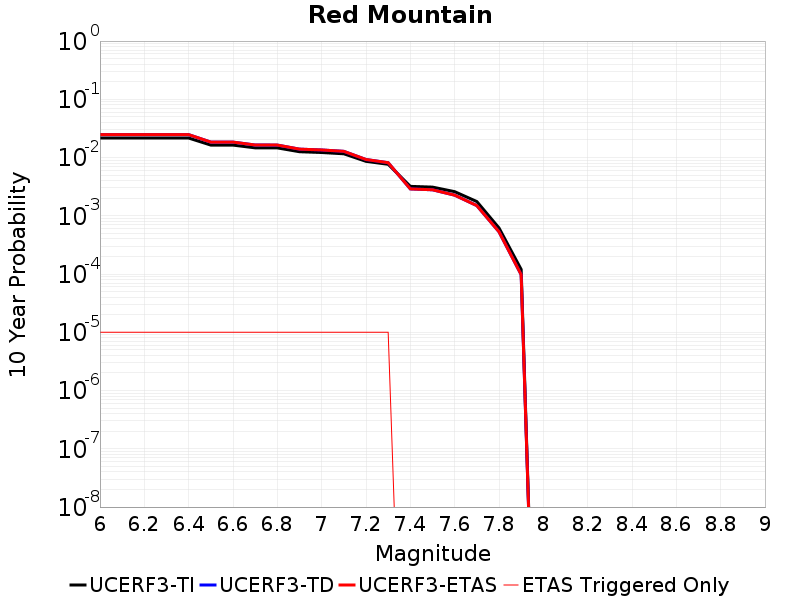 Red Mountain
10 Year Probability
10^0
10^-1
10^-2
10^-3
10^-4
10^-5
10^-6
10^-7
10^-8
6 6.2 6.4 6.6 6.8 7 7.2 7.4 7.6 7.8 8 8.2 8.4 8.6 8.8 9
Magnitude
UCERF3-TI UCERF3-TD UCERF3-ETAS ETAS Triggered Only